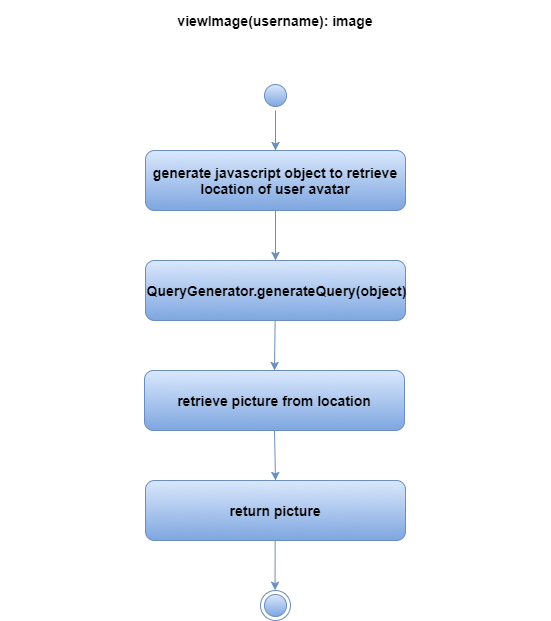 viewImage(username): image
generate javascript object to retrieve
location of user avatar
QueryGenerator.generateQuery(object)
retrieve picture from location
return picture